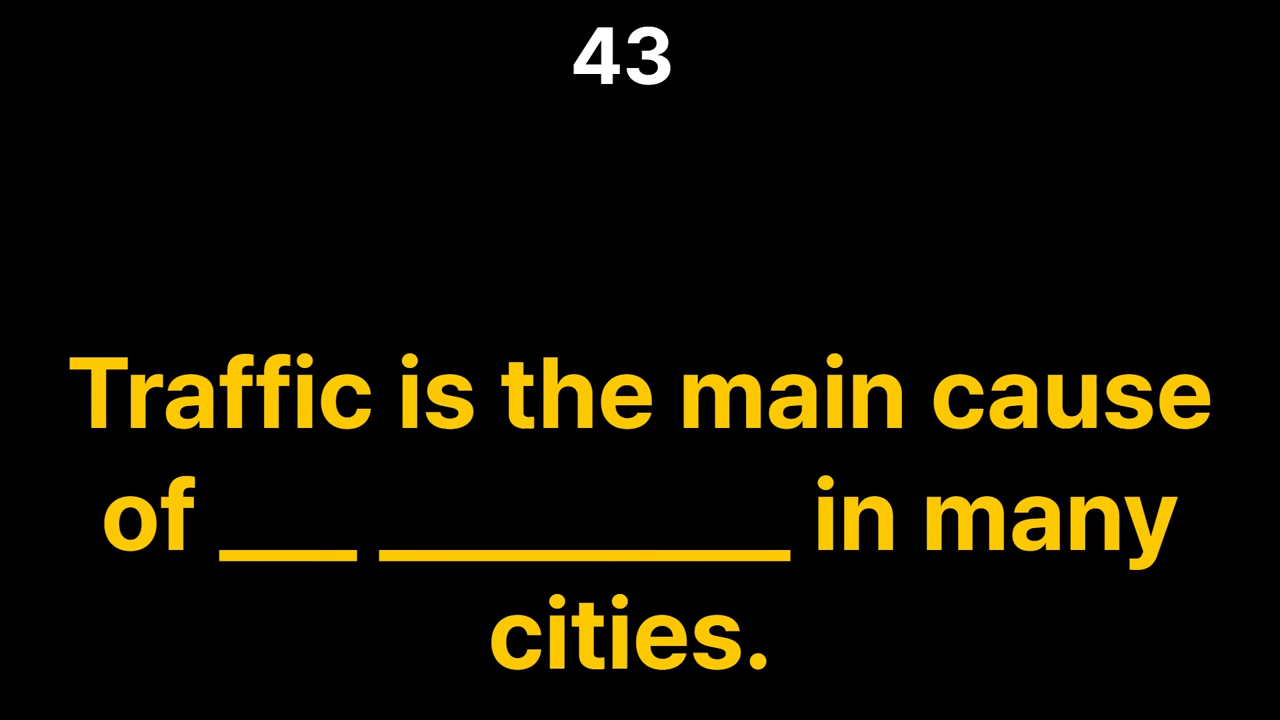 43
Traffic is the main cause
of ___ _________ in many
cities.